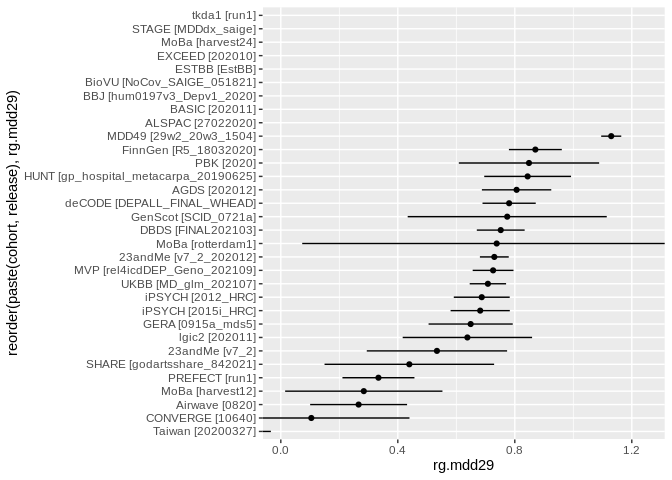 tkda1 [run1]
STAGE [MDDdx_saige]
MoBa [harvest24]
EXCEED [202010]
ESTBB [EstBB]
BioVU [NoCov_SAIGE_051821]
BBJ [hum0197v3_Depv1_2020]
BASIC [202011]
ALSPAC [27022020]
MDD49 [29w2_20w3_1504]
FinnGen [R5_18032020]
PBK [2020]
HUNT [gp_hospital_metacarpa_20190625]
AGDS [202012]
deCODE [DEPALL_FINAL_WHEAD]
GenScot [SCID_0721a]
DBDS [FINAL202103]
MoBa [rotterdam1]
23andMe [v7_2_202012]
MVP [rel4icdDEP_Geno_202109]
UKBB [MD_glm_202107]
iPSYCH [2012_HRC]
iPSYCH [2015i_HRC]
GERA [0915a_mds5]
lgic2 [202011]
23andMe [v7_2]
SHARE [godartsshare_842021]
PREFECT [run1]
MoBa [harvest12]
Airwave [0820]
CONVERGE [10640]
Taiwan [20200327]
reorder(paste(cohort, release), rg.mdd29)
0.0 0.4 0.8 1.2
rg.mdd29